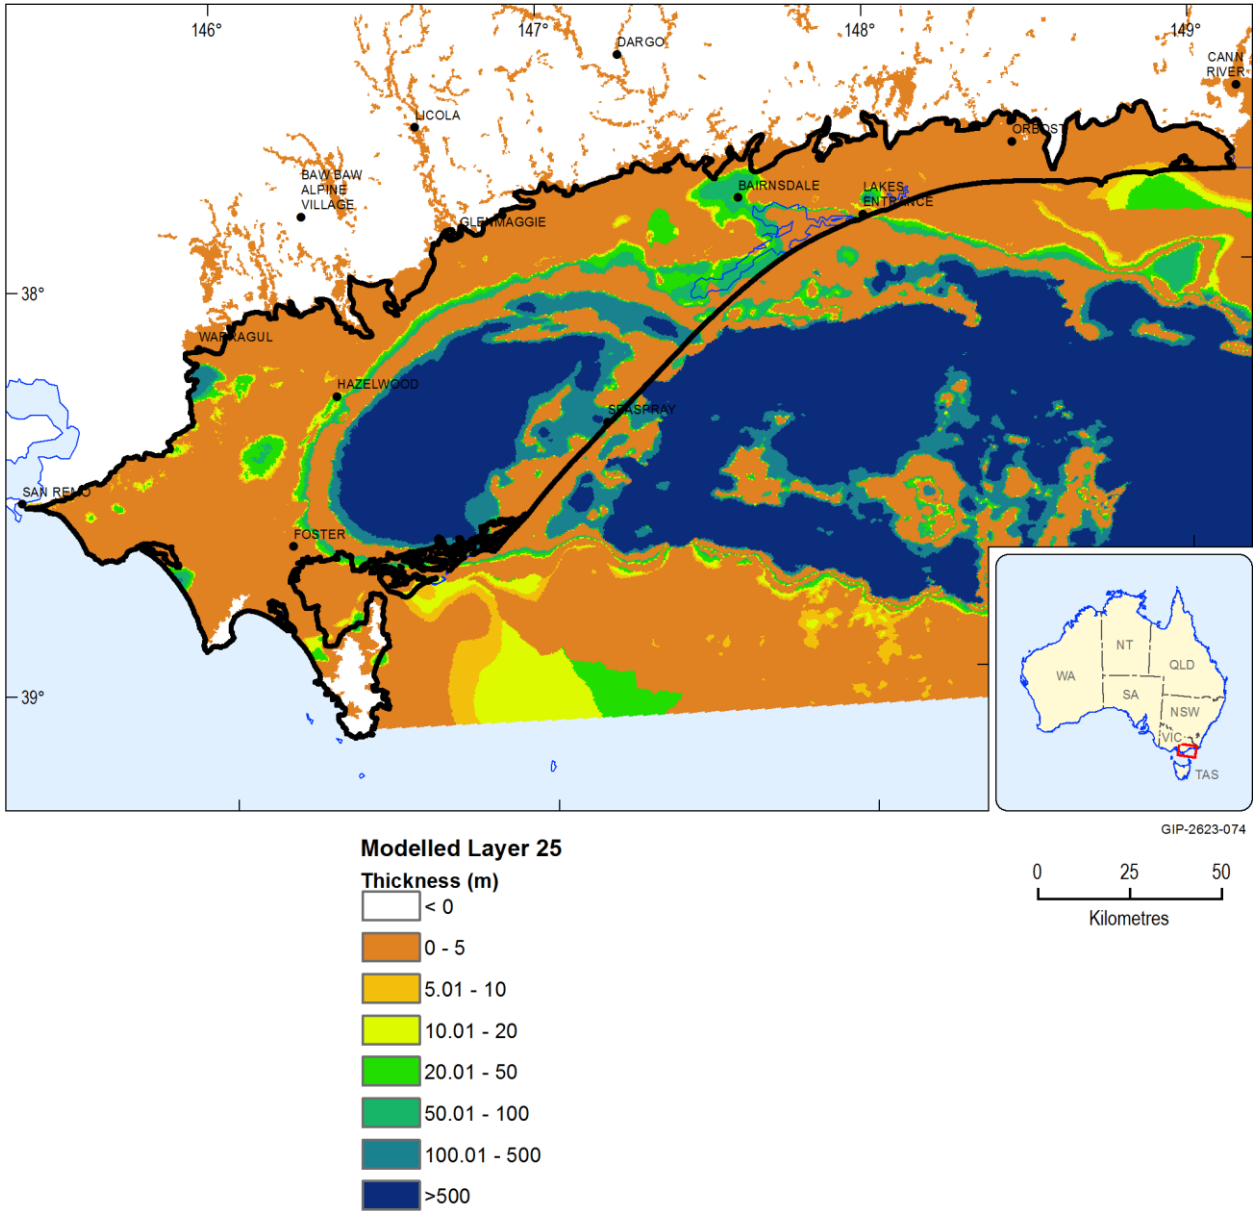 146°
147°
148°
149°
DARGO
CANN
RIVER
LICOLA
ORBOST
BAW BAW
ALPINE
VILLAGE
BAIRNSDALE
LAKES
ENTRANCE
GLENMAGGIE
38°
WARRAGUL
HAZELWOOD
SEASPRAY
SAN REMO
FOSTER
39°
NT
QLD
WA
SA
NSW
VIC
TAS
GIP-2623-074
Modelled Layer 25
Thickness (m)
< 0
0 - 5
5.01 - 10
10.01 - 20
20.01 - 50
50.01 - 100
100.01 - 500
>500
0 25 50
Kilometres